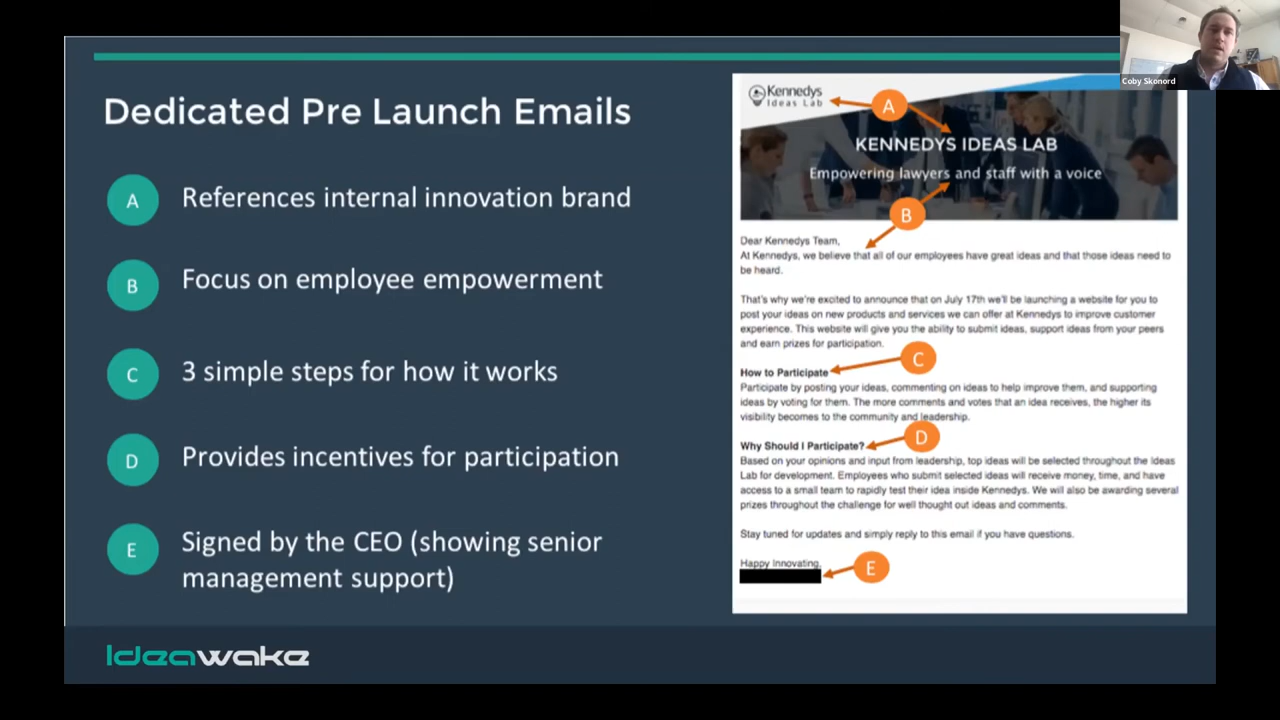 Coby Skonord
Dedicated Pre Launch Emails
A
References internal innovation brand
B
Focus on employee empowerment
C
3 simple steps for how it works
D
Provides incentives for participation
E
Signed by the CEO (showing senior
management support)
Ideawake
Kennedys
Ideas Lab
A
KENNEDYS IDEAS LAB
Empowering lawyers and staff with a voice
B
Dear Kennedys Team,
At Kennedys, we believe that all of our employees have great ideas and that those ideas need to
be heard.
That's why we're excited to announce that on July 17th we'll be launching a website for you to
post your ideas on new products and services we can offer at Kennedys to improve customer
experience. This website will give you the ability to submit ideas, support ideas from your peers
and earn prizes for participation.
C
How to Participate
Participate by posting your ideas, commenting on ideas to help improve them, and supporting
ideas by voting for them. The more comments and votes that an idea receives, the higher its
visibility becomes to the community and leadership.
D
Why Should I Participate?
Based on your opinions and input from leadership, top ideas will be selected throughout the Ideas
Lab for development. Employees who submit selected ideas will receive money, time, and have
access to a small team to rapidly test their idea inside Kennedys. We will also be awarding several
prizes throughout the challenge for well thought out ideas and comments.
Stay tuned for updates and simply reply to this email if you have questions.
Happy Innovating,
E